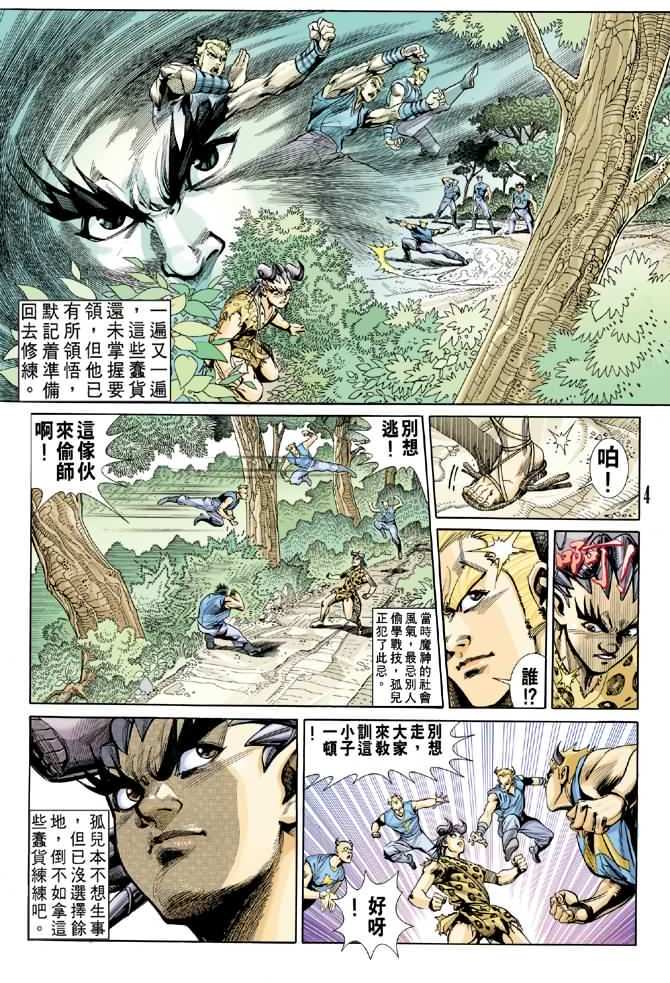 一遍又一遍
，這些蠢貨
還未掌握要
領，但他已
有所領悟，
默記着準備
回去修練。
啪！
4
別想
逃！
這傢伙
來偷師
啊！
當時魔神的社會
風氣，最忌別人
偷學戰技，孤兒
正犯了此忌。
啊！
誰!?
別想
走，
大家
來教
訓這
小子
一頓
！
好呀
！
孤兒本不想生事
，但已沒選擇餘
地，倒不如拿這
些蠢貨練練吧。